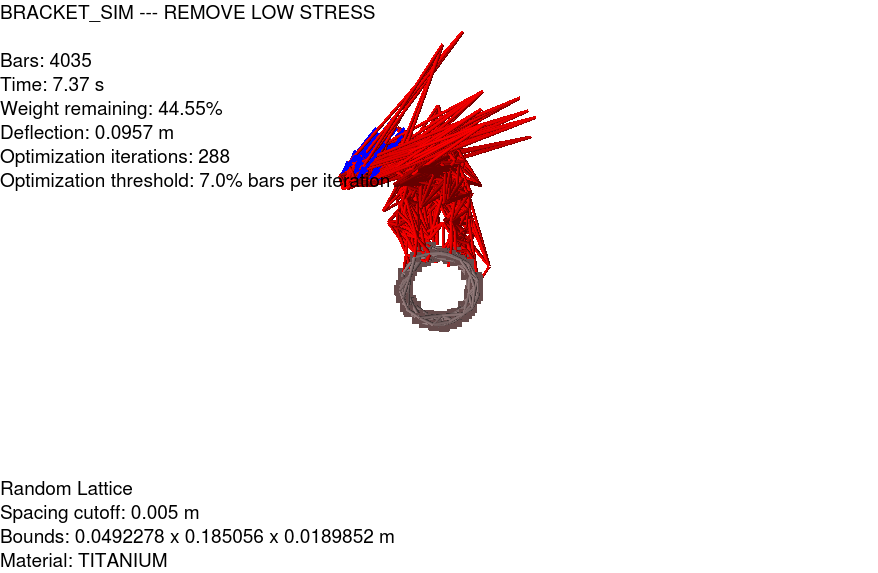 BRACKET_SIM --- REMOVE LOW STRESS
Bars: 4035
Time: 7.37 s
Weight remaining: 44.55%
Deflection: 0.0957 m
Optimization iterations: 288
Optimization threshold: 7.0% bars per iteration
Random Lattice
Spacing cutoff: 0.005 m
Bounds: 0.0492278 x 0.185056 x 0.0189852 m
Material: TITANIUM